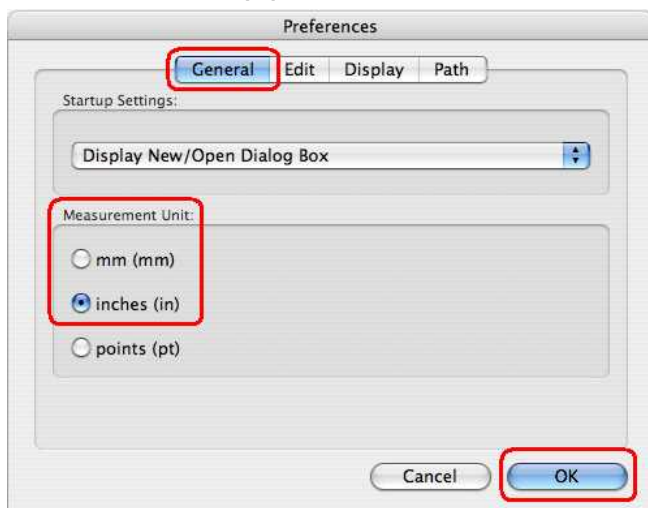 Preferences
General Edit Display Path
Startup Settings:
Display New/Open Dialog Box
Measurement Unit:
mm (mm)
inches (in)
points (pt)
Cancel OK